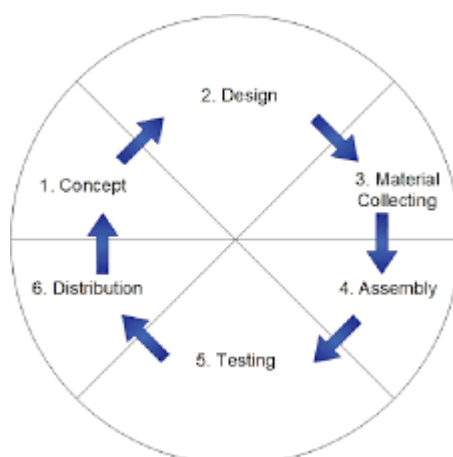 2. Design
1. Concept
3. Material
Collecting
6. Distribution
4. Assembly
5. Testing